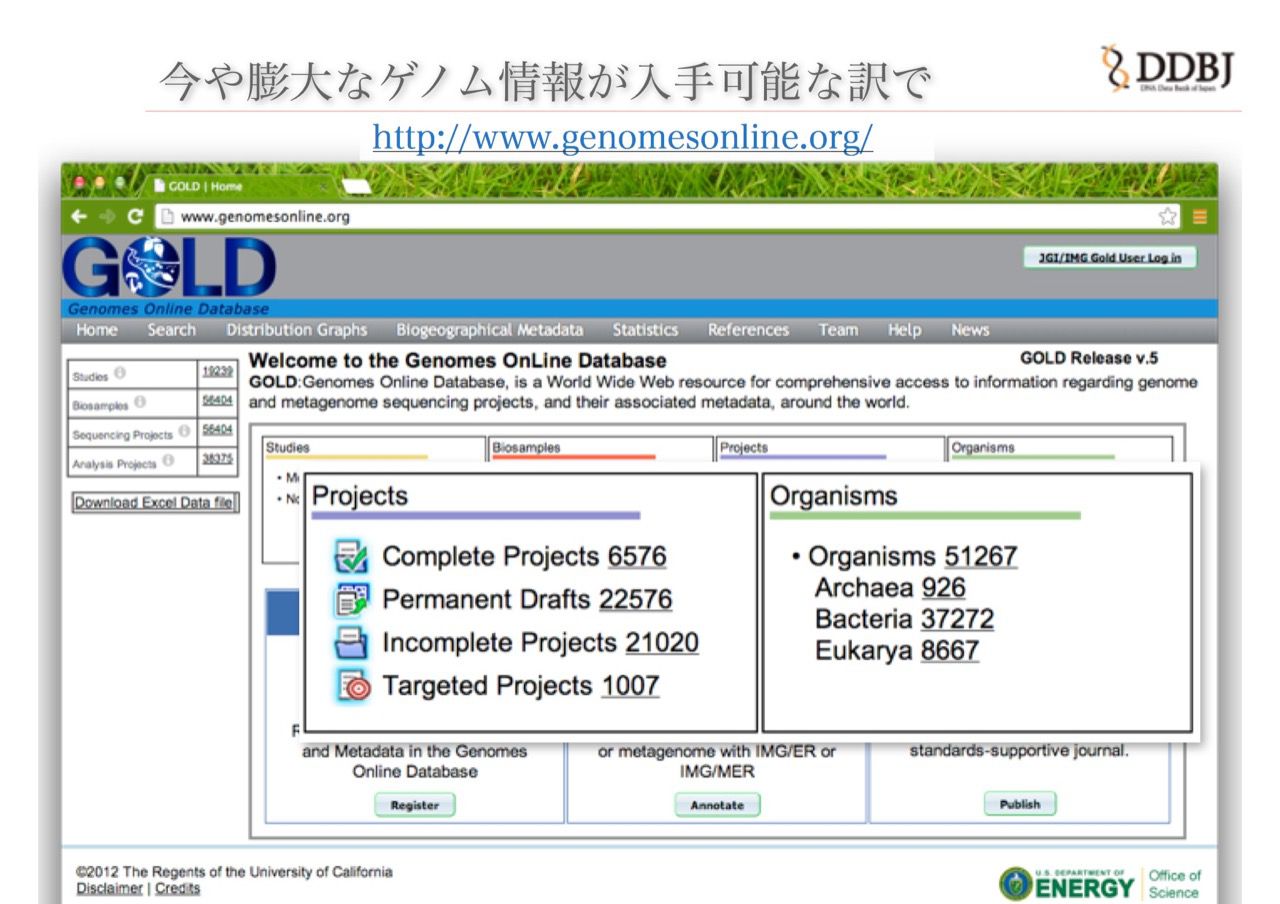 今や膨大なゲノム情報が入手可能な訳で
DDBJ
DNA Data Bank of Japan
http://www.genomesonline.org/
GOLD | Home
www.genomesonline.org
GOLD
JGI/IMG Gold User Log in
Genomes Online Database
Home Search Distribution Graphs Biogeographical Metadata Statistics References Team Help News
Studies 19239
Biosamples 56404
Sequencing Projects 56404
Analysis Projects 38375
Download Excel Data file
Welcome to the Genomes OnLine Database
GOLD Release v.5
GOLD:Genomes Online Database, is a World Wide Web resource for comprehensive access to information regarding genome
and metagenome sequencing projects, and their associated metadata, around the world.
Studies Biosamples Projects Organisms
Projects
Complete Projects 6576
Permanent Drafts 22576
Incomplete Projects 21020
Targeted Projects 1007
Organisms
• Organisms 51267
Archaea 926
Bacteria 37272
Eukarya 8667
and Metadata in the Genomes
Online Database
Register
or metagenome with IMG/ER or
IMG/MER
Annotate
standards-supportive journal.
Publish
©2012 The Regents of the University of California
Disclaimer | Credits
U.S. DEPARTMENT OF
ENERGY
Office of
Science